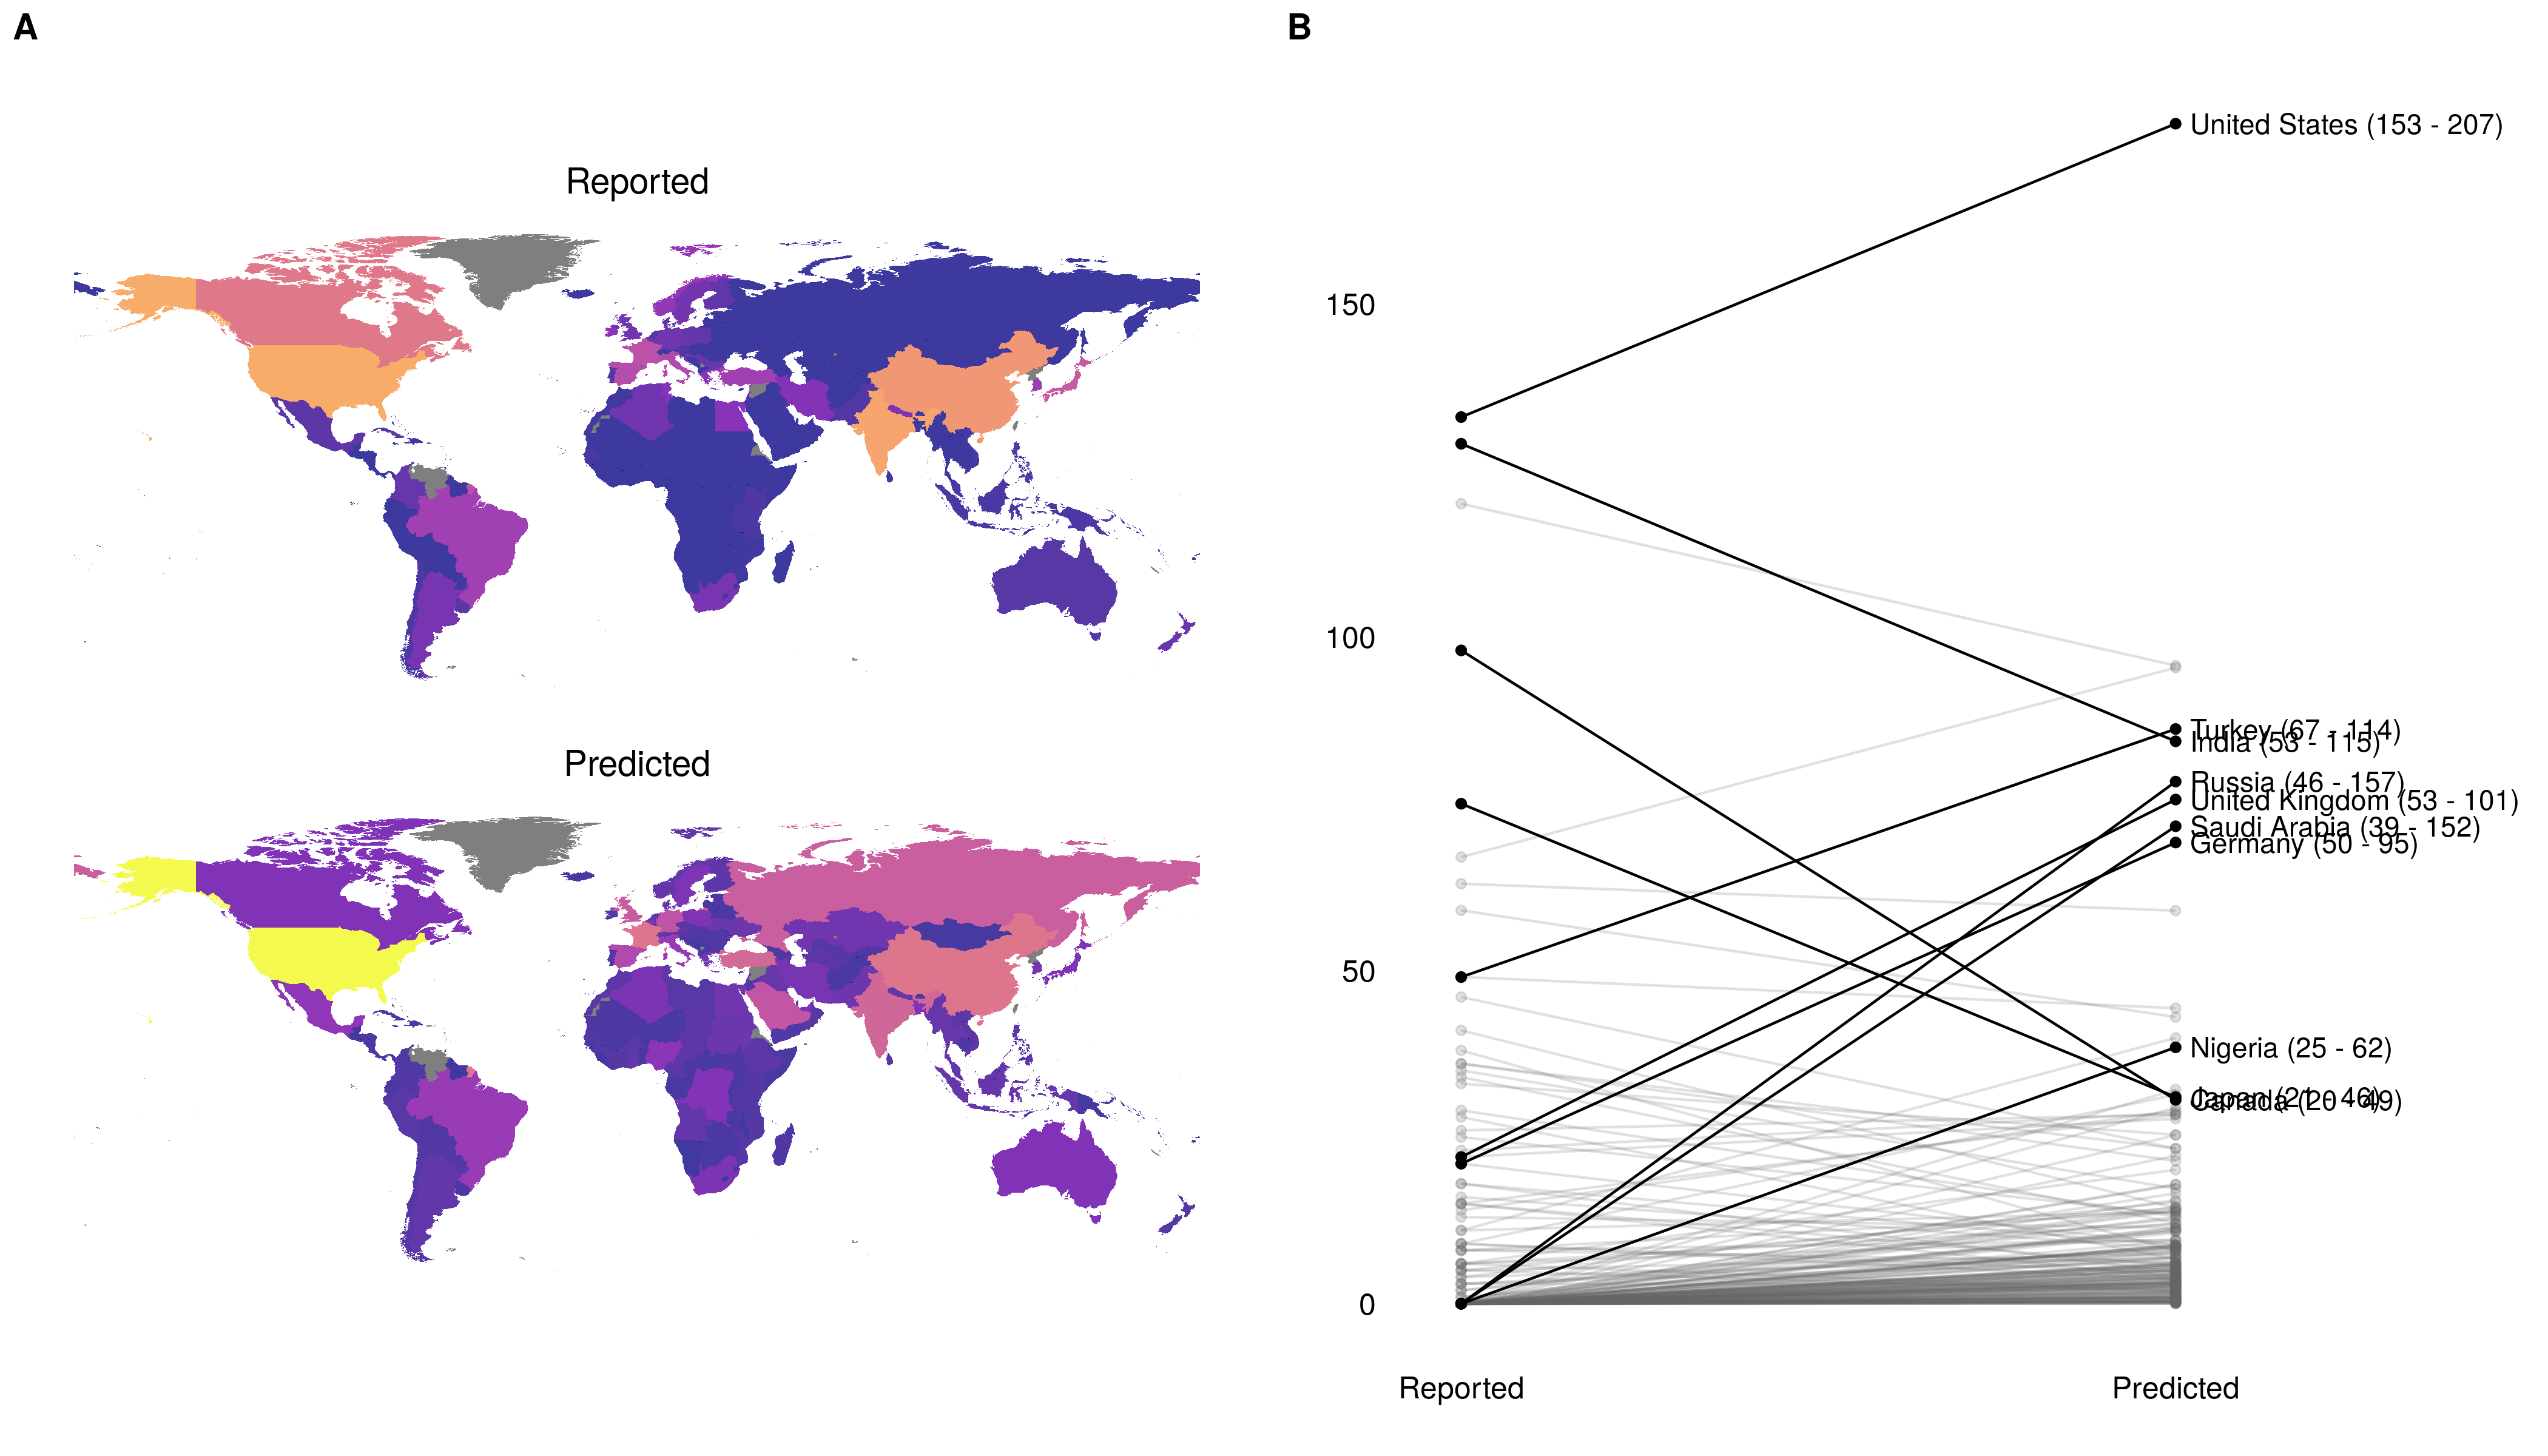 A
B
Reported
Predicted
150
100
50
0
United States (153 - 207)
Turkey (67 - 114)
India (53 - 115)
Russia (46 - 157)
United Kingdom (53 - 101)
Saudi Arabia (39 - 152)
Germany (50 - 95)
Nigeria (25 - 62)
Japan (21 - 46)
Canada (20 - 49)
Reported
Predicted